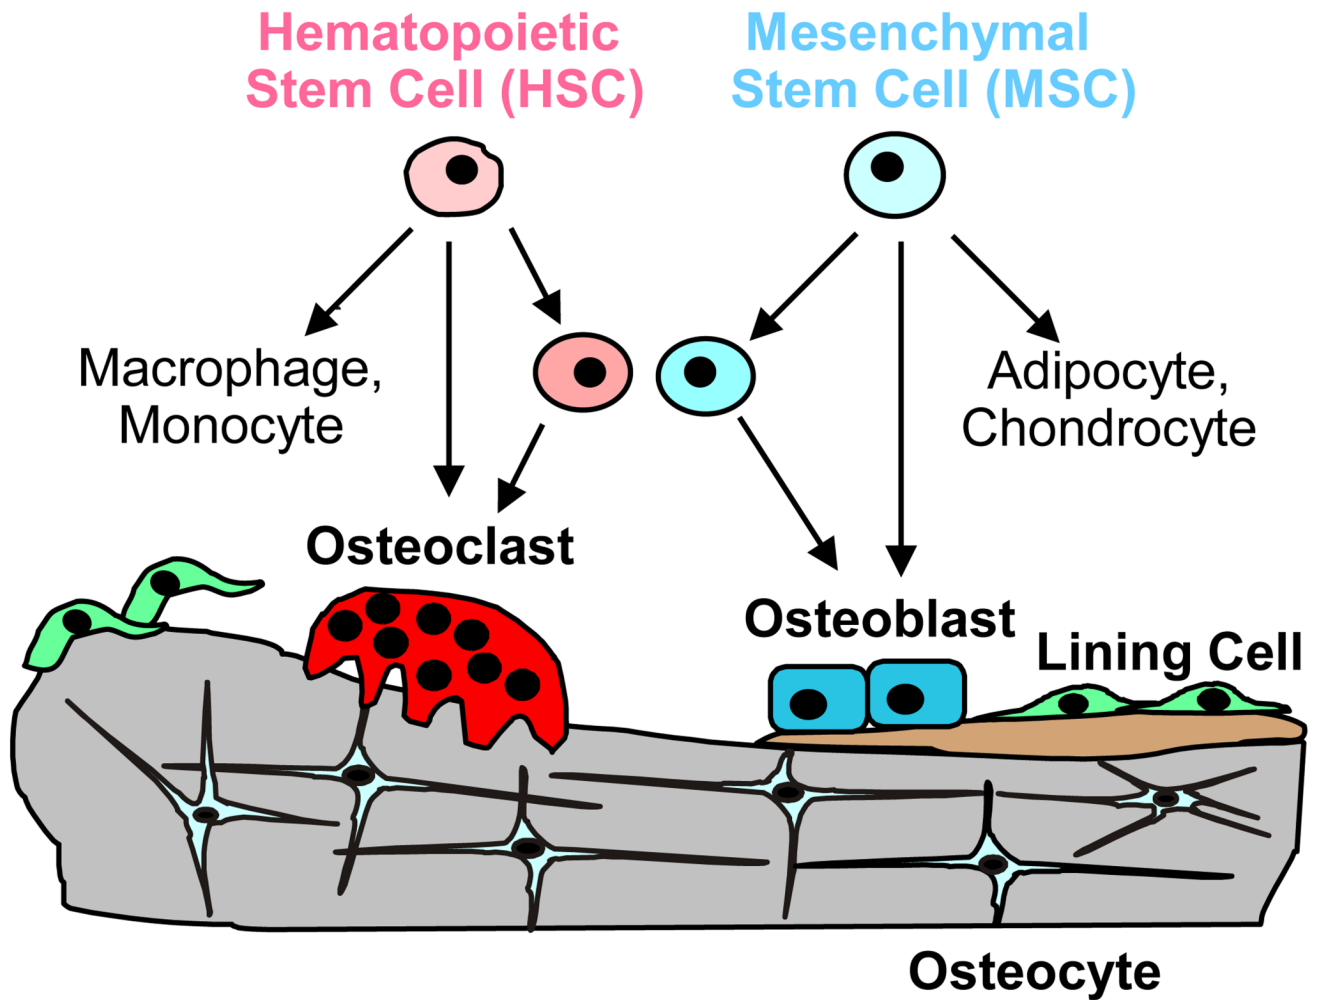 Hematopoietic
Stem Cell (HSC)
Mesenchymal
Stem Cell (MSC)
Macrophage,
Monocyte
Adipocyte,
Chondrocyte
Osteoclast
Osteoblast
Lining Cell
Osteocyte